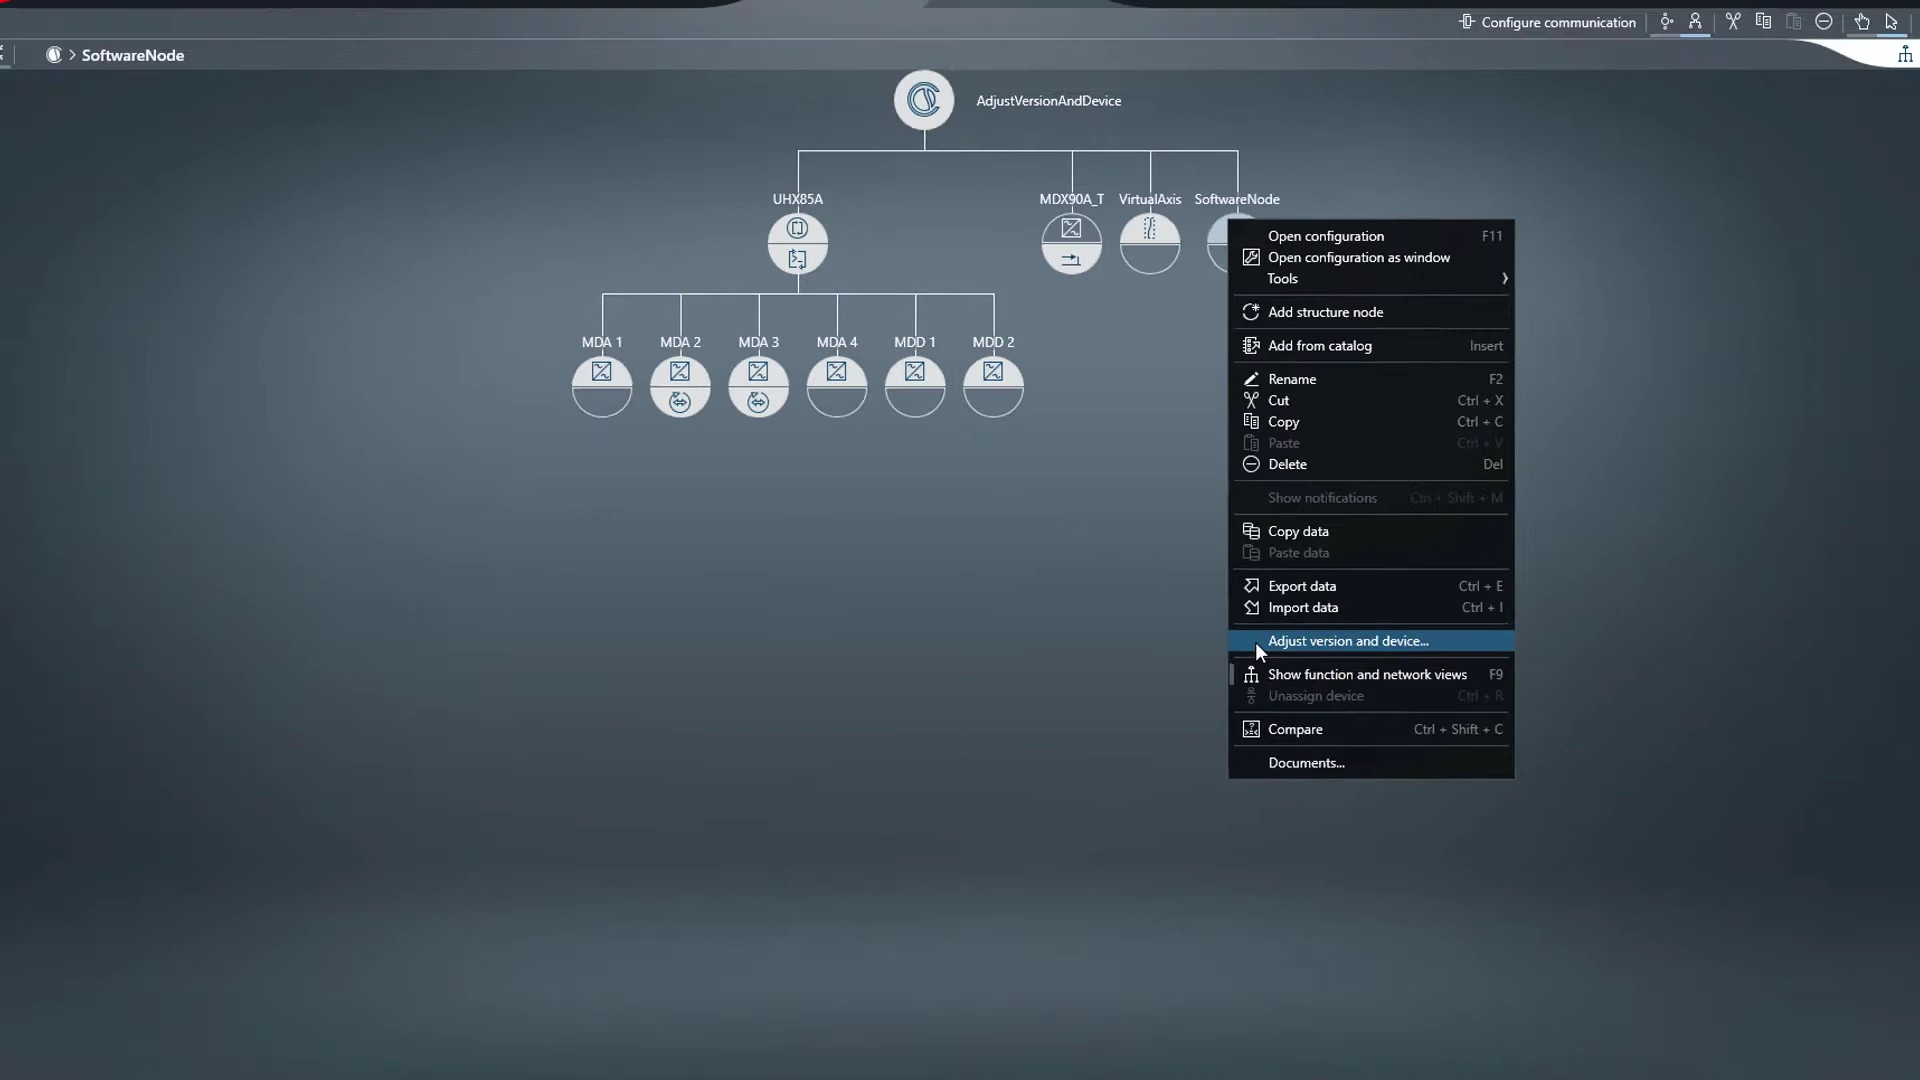 Configure communication
SoftwareNode
AdjustVersionAndDevice
UHX85A
MDX90A_T
VirtualAxis
SoftwareNode
MDA 1
MDA 2
MDA 3
MDA 4
MDD 1
MDD 2
Open configuration F11
Open configuration as window
Tools
Add structure node
Add from catalog Insert
Rename F2
Cut Ctrl + X
Copy Ctrl + C
Paste Ctrl + V
Delete Del
Show notifications Ctrl + Shift + M
Copy data
Paste data
Export data Ctrl + E
Import data Ctrl + I
Adjust version and device...
Show function and network views F9
Unassign device Ctrl + R
Compare Ctrl + Shift + C
Documents...